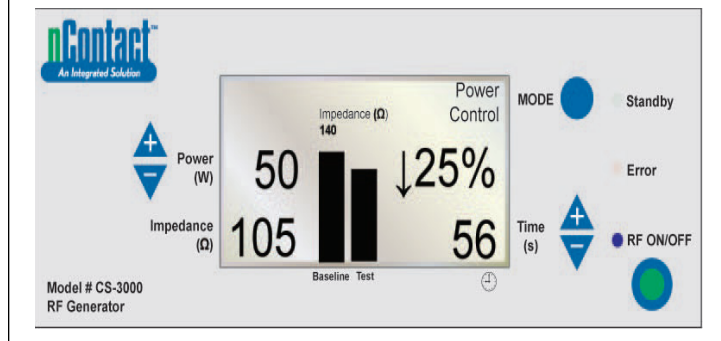 nContact™
An Integrated Solution
Power
Control
Impedance (Ω)
140
MODE
Standby
+
−
Power
(W)
50
↓25%
Error
Impedance
(Ω)
105
56
Time
(s)
+
−
RF ON/OFF
Baseline Test
Model # CS-3000
RF Generator